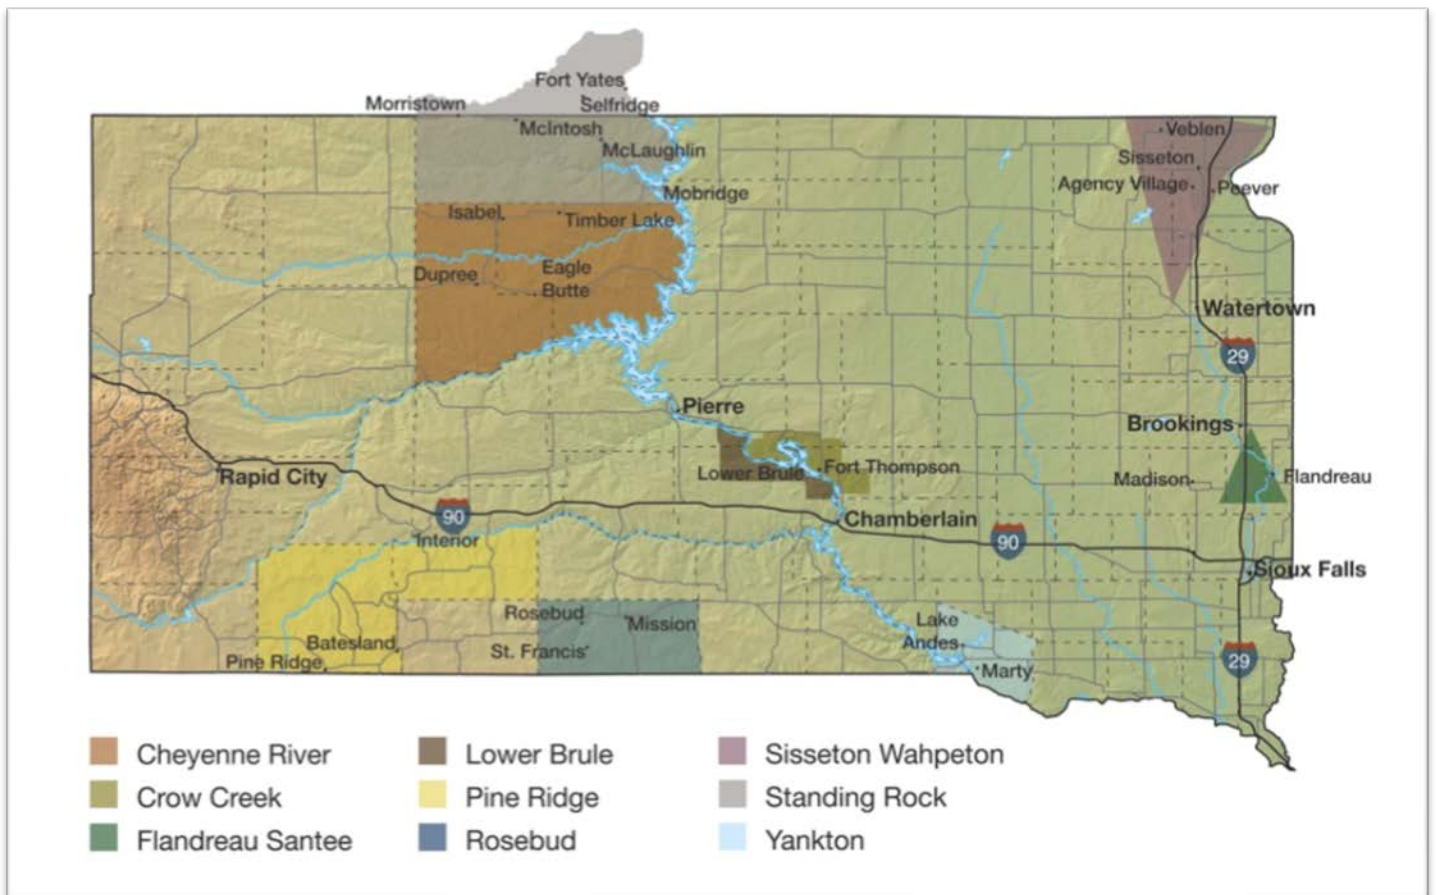 Fort Yates
Morristown
Selfridge
McIntosh
McLaughlin
Veblen
Sisseton
Agency Village
Peever
Mobridge
Isabel
Timber Lake
Dupree
Eagle
Butte
Watertown
29
Pierre
Brookings
Lower Brule
Fort Thompson
Rapid City
Madison
Flandreau
90
Chamberlain
Interior
90
Sioux Falls
Rosebud
Mission
Lake
Andes
Batesland
St. Francis
Pine Ridge
Marty
29
Cheyenne River
Lower Brule
Sisseton Wahpeton
Crow Creek
Pine Ridge
Standing Rock
Flandreau Santee
Rosebud
Yankton